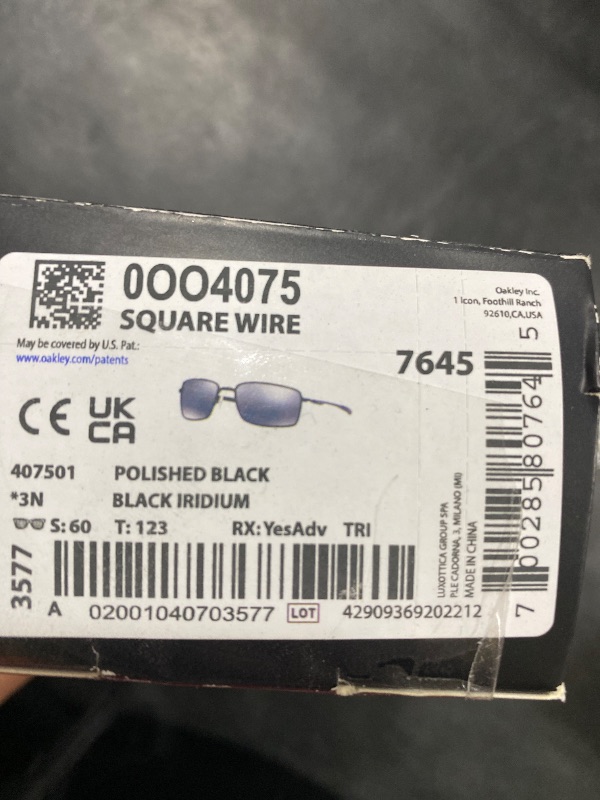 0OO4075
SQUARE WIRE
Oakley Inc.
1 Icon, Foothill Ranch
92610,CA.USA
May be covered by U.S. Pat.:
www.oakley.com/patents
7645
CE UK
CA
407501 POLISHED BLACK
*3N BLACK IRIDIUM
S: 60 T: 123 RX: YesAdv TRI
3577
A 02001040703577 LOT 42909369202212
LUXOTTICA GROUP SPA
PLE CADORNA, 3, MILANO (MI)
MADE IN CHINA
7 00285 80764 5